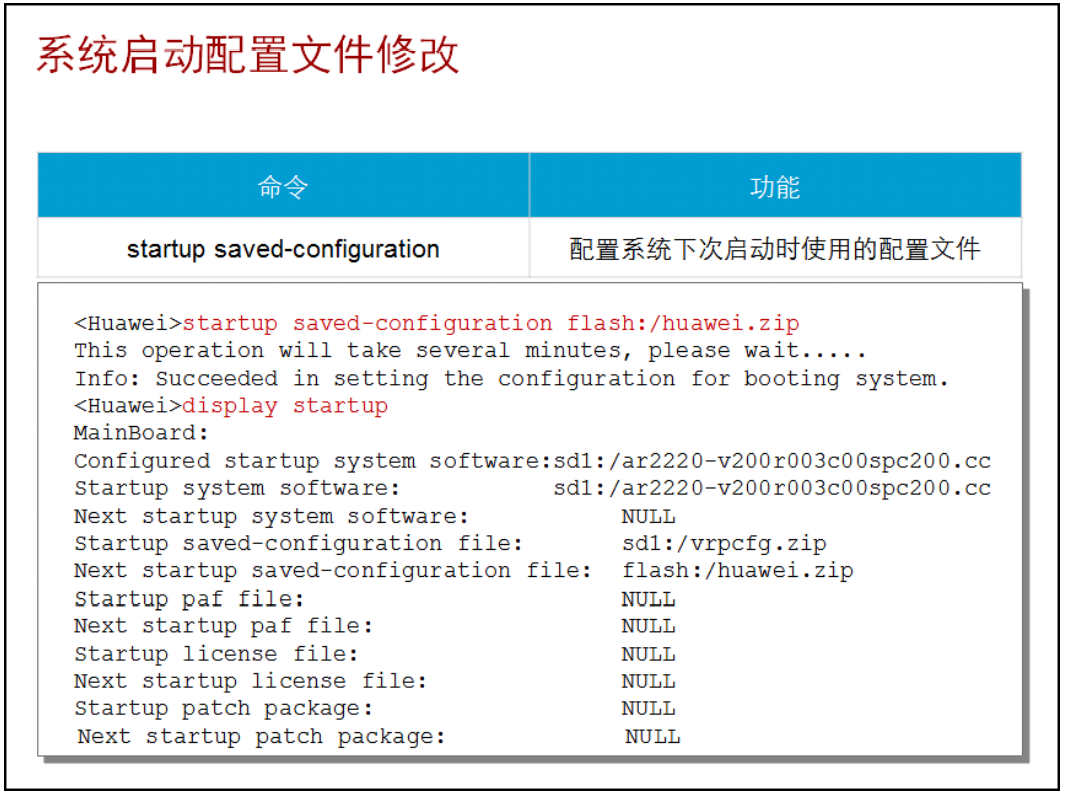 系统启动配置文件修改
命令 功能
startup saved-configuration 配置系统下次启动时使用的配置文件
<Huawei>startup saved-configuration flash:/huawei.zip
This operation will take several minutes, please wait.....
Info: Succeeded in setting the configuration for booting system.
<Huawei>display startup
MainBoard:
Configured startup system software:sd1:/ar2220-v200r003c00spc200.cc
Startup system software: sd1:/ar2220-v200r003c00spc200.cc
Next startup system software: NULL
Startup saved-configuration file: sd1:/vrpcfg.zip
Next startup saved-configuration file: flash:/huawei.zip
Startup paf file: NULL
Next startup paf file: NULL
Startup license file: NULL
Next startup license file: NULL
Startup patch package: NULL
Next startup patch package: NULL